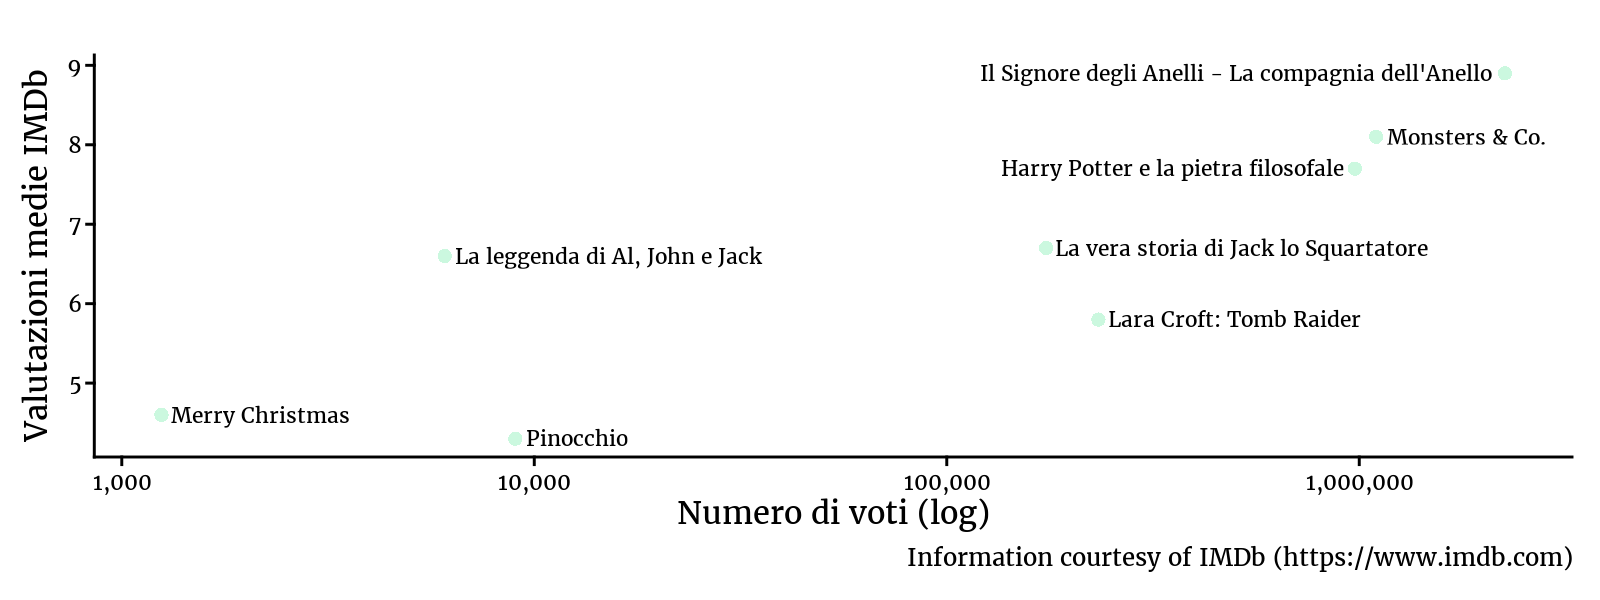 Valutazioni medie IMDb
9
8
7
6
5
Il Signore degli Anelli - La compagnia dell'Anello
Monsters & Co.
Harry Potter e la pietra filosofale
La vera storia di Jack lo Squartatore
La leggenda di Al, John e Jack
Lara Croft: Tomb Raider
Merry Christmas
Pinocchio
1,000
10,000
100,000
1,000,000
Numero di voti (log)
Information courtesy of IMDb (https://www.imdb.com)